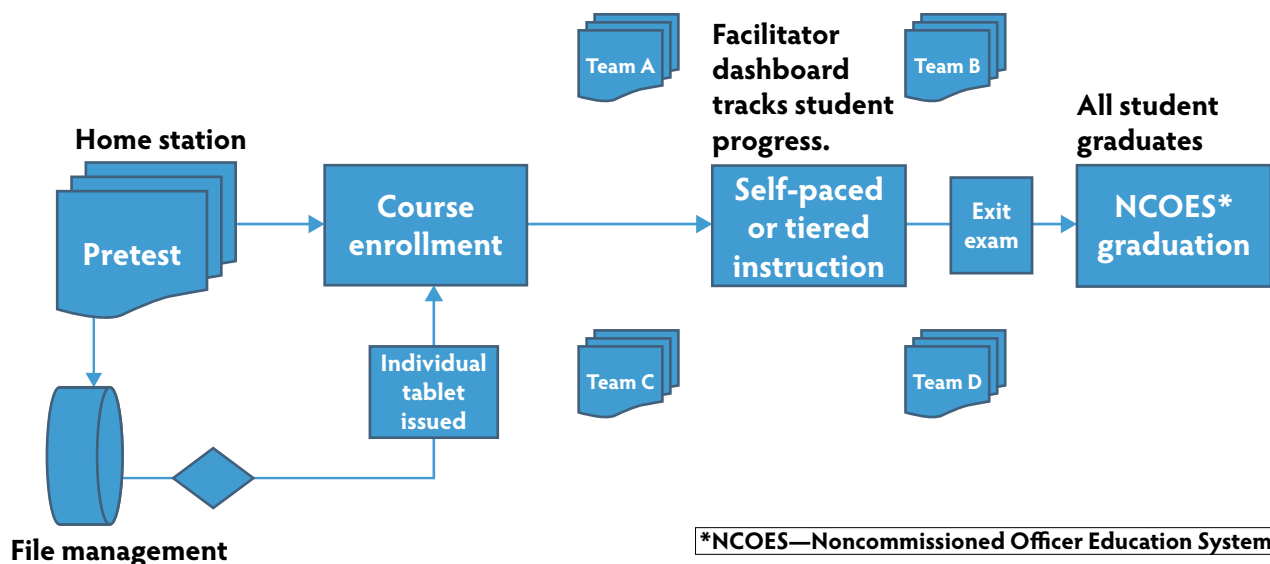 Team A
Facilitator
dashboard
tracks student
progress.
Team B
Home station
All student
graduates
Pretest
Course
enrollment
Self-paced
or tiered
instruction
Exit
exam
NCOES*
graduation
Individual
tablet
issued
Team C
Team D
File management
*NCOES—Noncommissioned Officer Education System